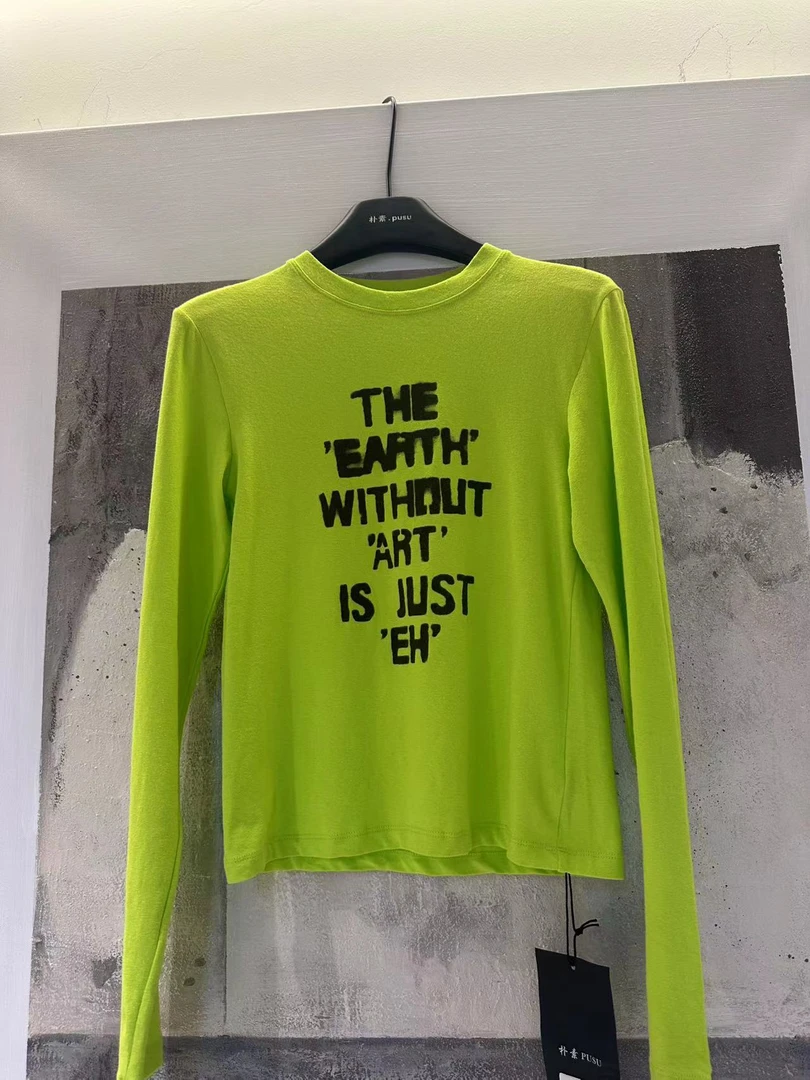 朴素.pusu
THE
'EARTH'
WITHOUT
'ART'
IS JUST
'EH'
朴素 PUSU